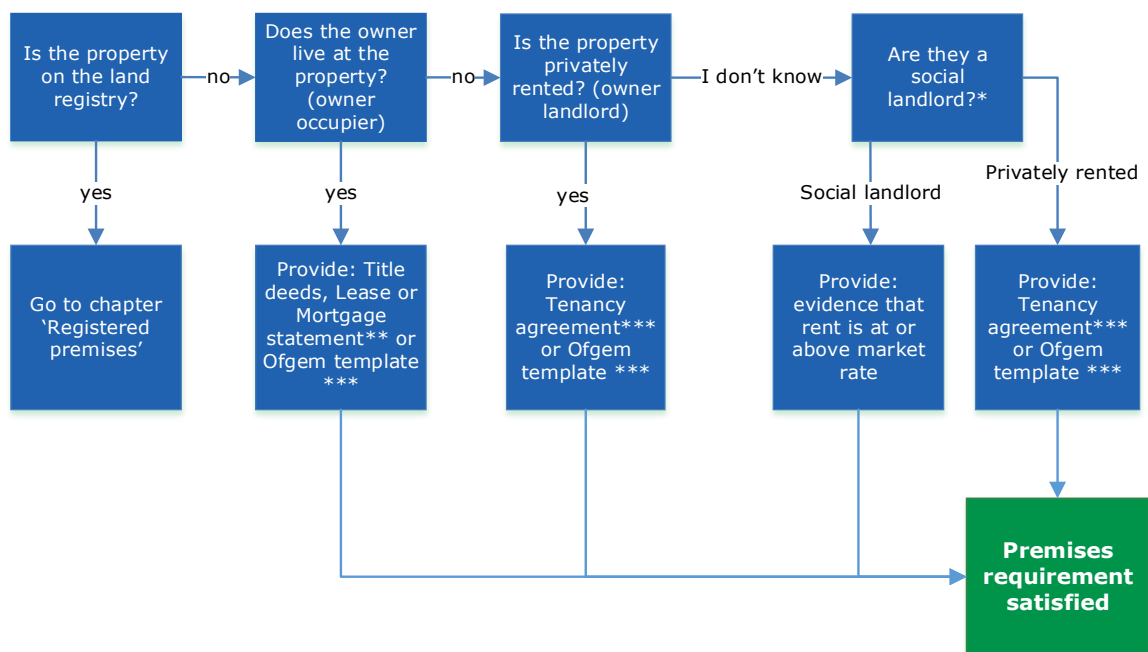 Is the property
on the land
registry?
no
Does the owner
live at the
property?
(owner
occupier)
no
Is the property
privately
rented? (owner
landlord)
I don’t know
Are they a
social
landlord?*
yes
yes
yes
Social landlord
Privately rented
Go to chapter
‘Registered
premises’
Provide: Title
deeds, Lease or
Mortgage
statement** or
Ofgem template
***
Provide:
Tenancy
agreement***
or Ofgem
template ***
Provide:
evidence that
rent is at or
above market
rate
Provide:
Tenancy
agreement***
or Ofgem
template ***
Premises
requirement
satisfied